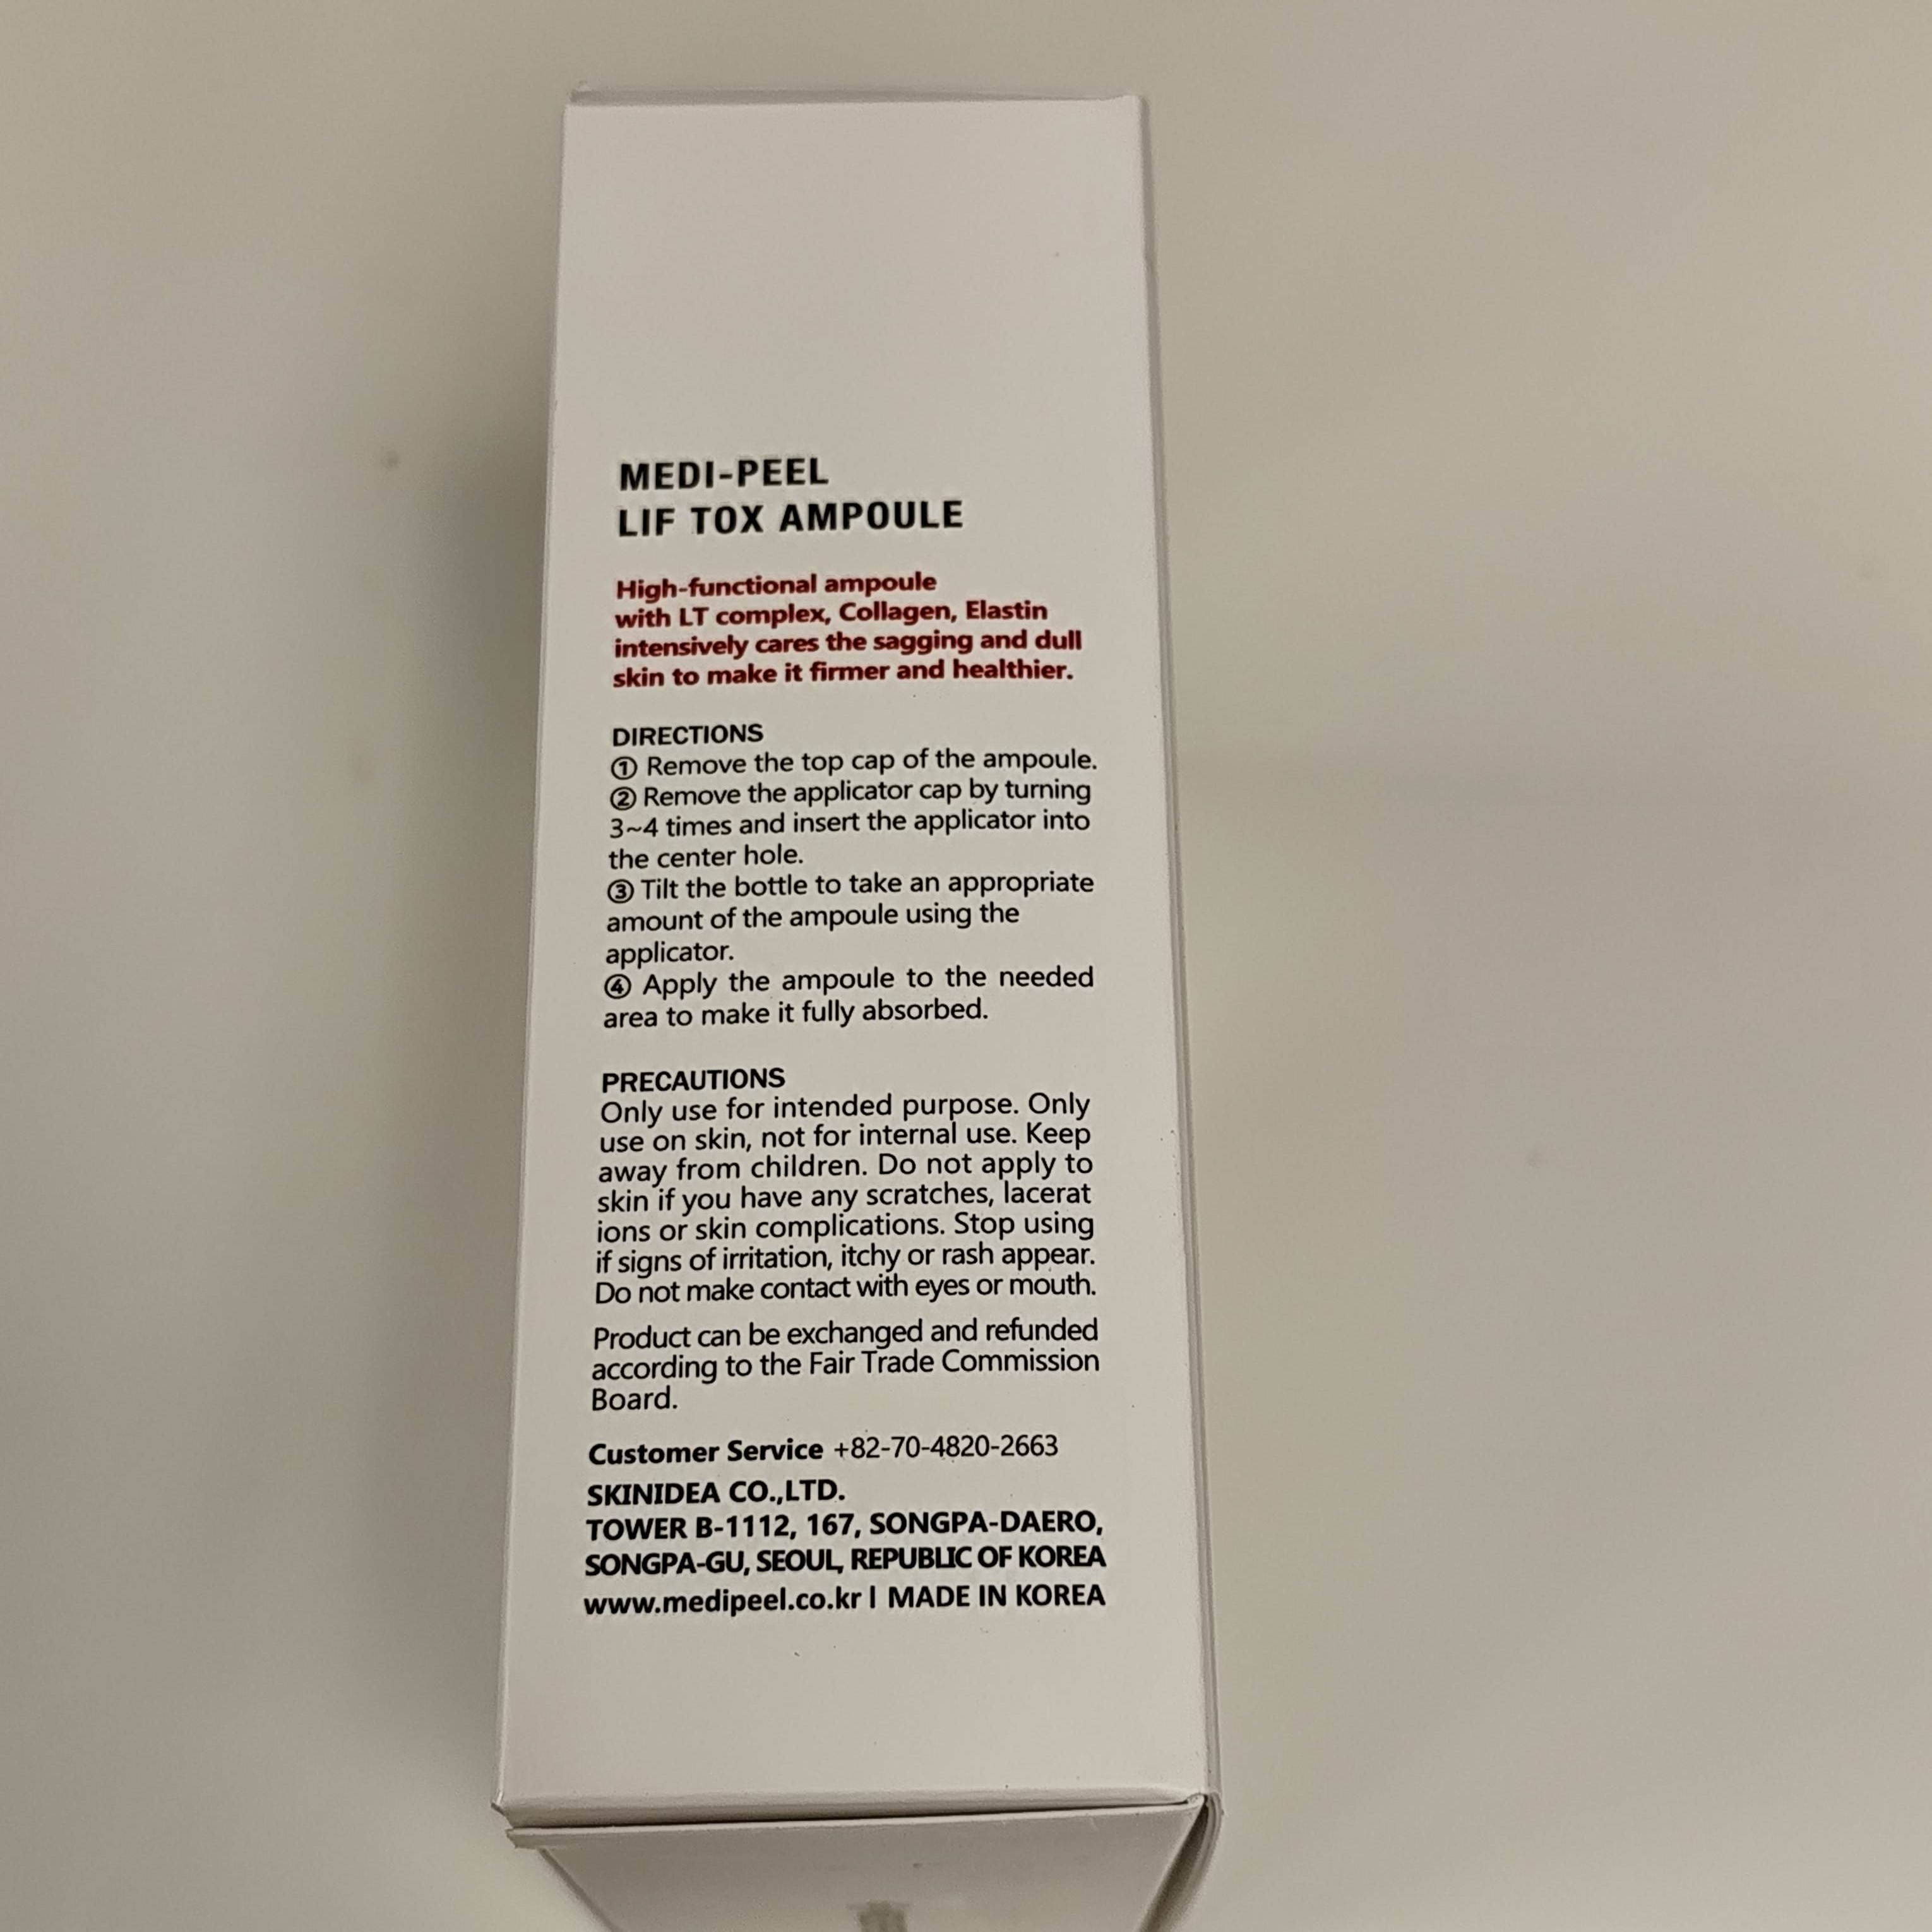 MEDI-PEEL
LIF TOX AMPOULE
High-functional ampoule
with LT complex, Collagen, Elastin
intensively cares the sagging and dull
skin to make it firmer and healthier.
DIRECTIONS
① Remove the top cap of the ampoule.
② Remove the applicator cap by turning
3~4 times and insert the applicator into
the center hole.
③ Tilt the bottle to take an appropriate
amount of the ampoule using the
applicator.
④ Apply the ampoule to the needed
area to make it fully absorbed.
PRECAUTIONS
Only use for intended purpose. Only
use on skin, not for internal use. Keep
away from children. Do not apply to
skin if you have any scratches, lacerat
ions or skin complications. Stop using
if signs of irritation, itchy or rash appear.
Do not make contact with eyes or mouth.
Product can be exchanged and refunded
according to the Fair Trade Commission
Board.
Customer Service +82-70-4820-2663
SKINIDEA CO.,LTD.
TOWER B-1112, 167, SONGPA-DAERO,
SONGPA-GU, SEOUL, REPUBLIC OF KOREA
www.medipeel.co.kr l MADE IN KOREA